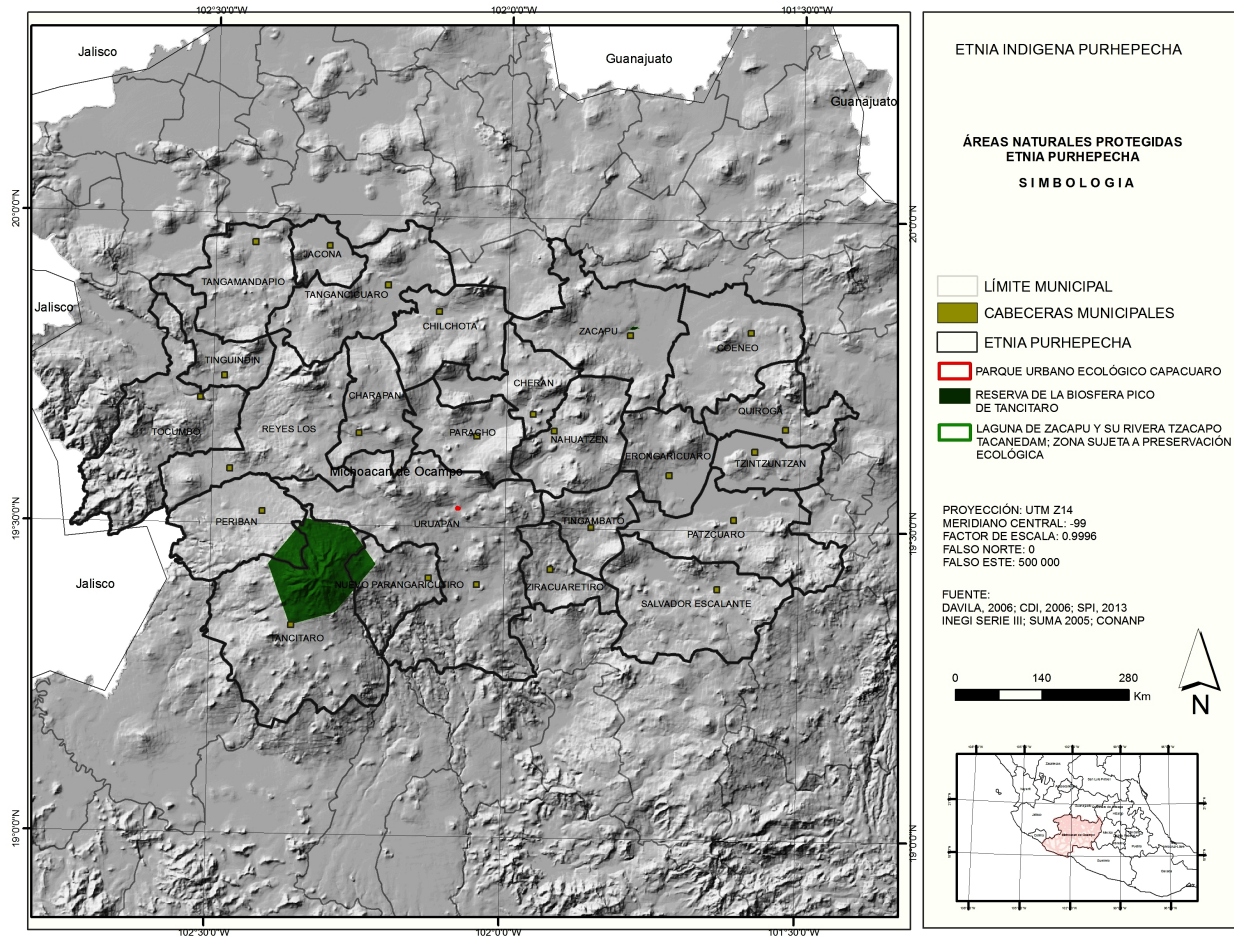 102°30'0"W
102°0'0"W
101°30'0"W
Jalisco
Guanajuato
Guanajuato
20°0'0"N
20°0'0"N
JACONA
TANGAMANDAPIO
TANGANCICUARO
Jalisco
CHILCHOTA
ZACAPU
COENEO
TINGUINDIN
CHERAN
CHARAPAN
QUIROGA
TOCUMBO
REYES LOS
PARACHO
NAHUATZEN
ERONGARICUARO
TZINTZUNTZAN
Michoacan de Ocampo
PERIBAN
URUAPAN
TINGAMBATO
PATZCUARO
19°30'0"N
19°30'0"N
Jalisco
NUEVO PARANGARICUTIRO
ZIRACUARETIRO
SALVADOR ESCALANTE
TANCITARO
19°0'0"N
19°0'0"N
102°30'0"W
102°0'0"W
101°30'0"W
ETNIA INDIGENA PURHEPECHA
ÁREAS NATURALES PROTEGIDAS
ETNIA PURHEPECHA
SIMBOLOGIA
LÍMITE MUNICIPAL
CABECERAS MUNICIPALES
ETNIA PURHEPECHA
PARQUE URBANO ECOLÓGICO CAPACUARO
RESERVA DE LA BIOSFERA PICO
DE TANCITARO
LAGUNA DE ZACAPU Y SU RIVERA TZACAPO
TACANEDAM; ZONA SUJETA A PRESERVACIÓN
ECOLÓGICA
PROYECCIÓN: UTM Z14
MERIDIANO CENTRAL: -99
FACTOR DE ESCALA: 0.9996
FALSO NORTE: 0
FALSO ESTE: 500 000
FUENTE:
DAVILA, 2006; CDI, 2006; SPI, 2013
INEGI SERIE III; SUMA 2005; CONANP
0 140 280
Km
N